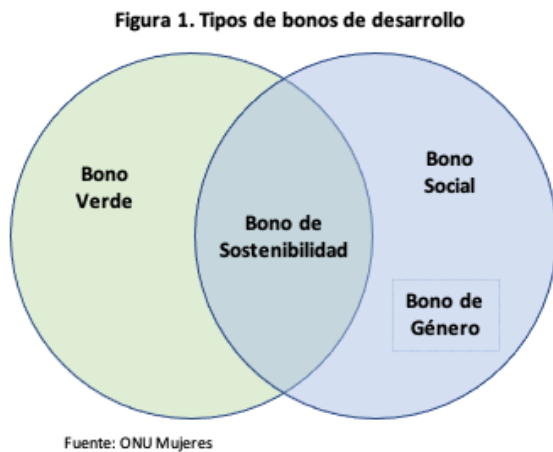 Figura 1. Tipos de bonos de desarrollo
Bono
Verde
Bono de
Sostenibilidad
Bono
Social
Bono de
Género
Fuente: ONU Mujeres